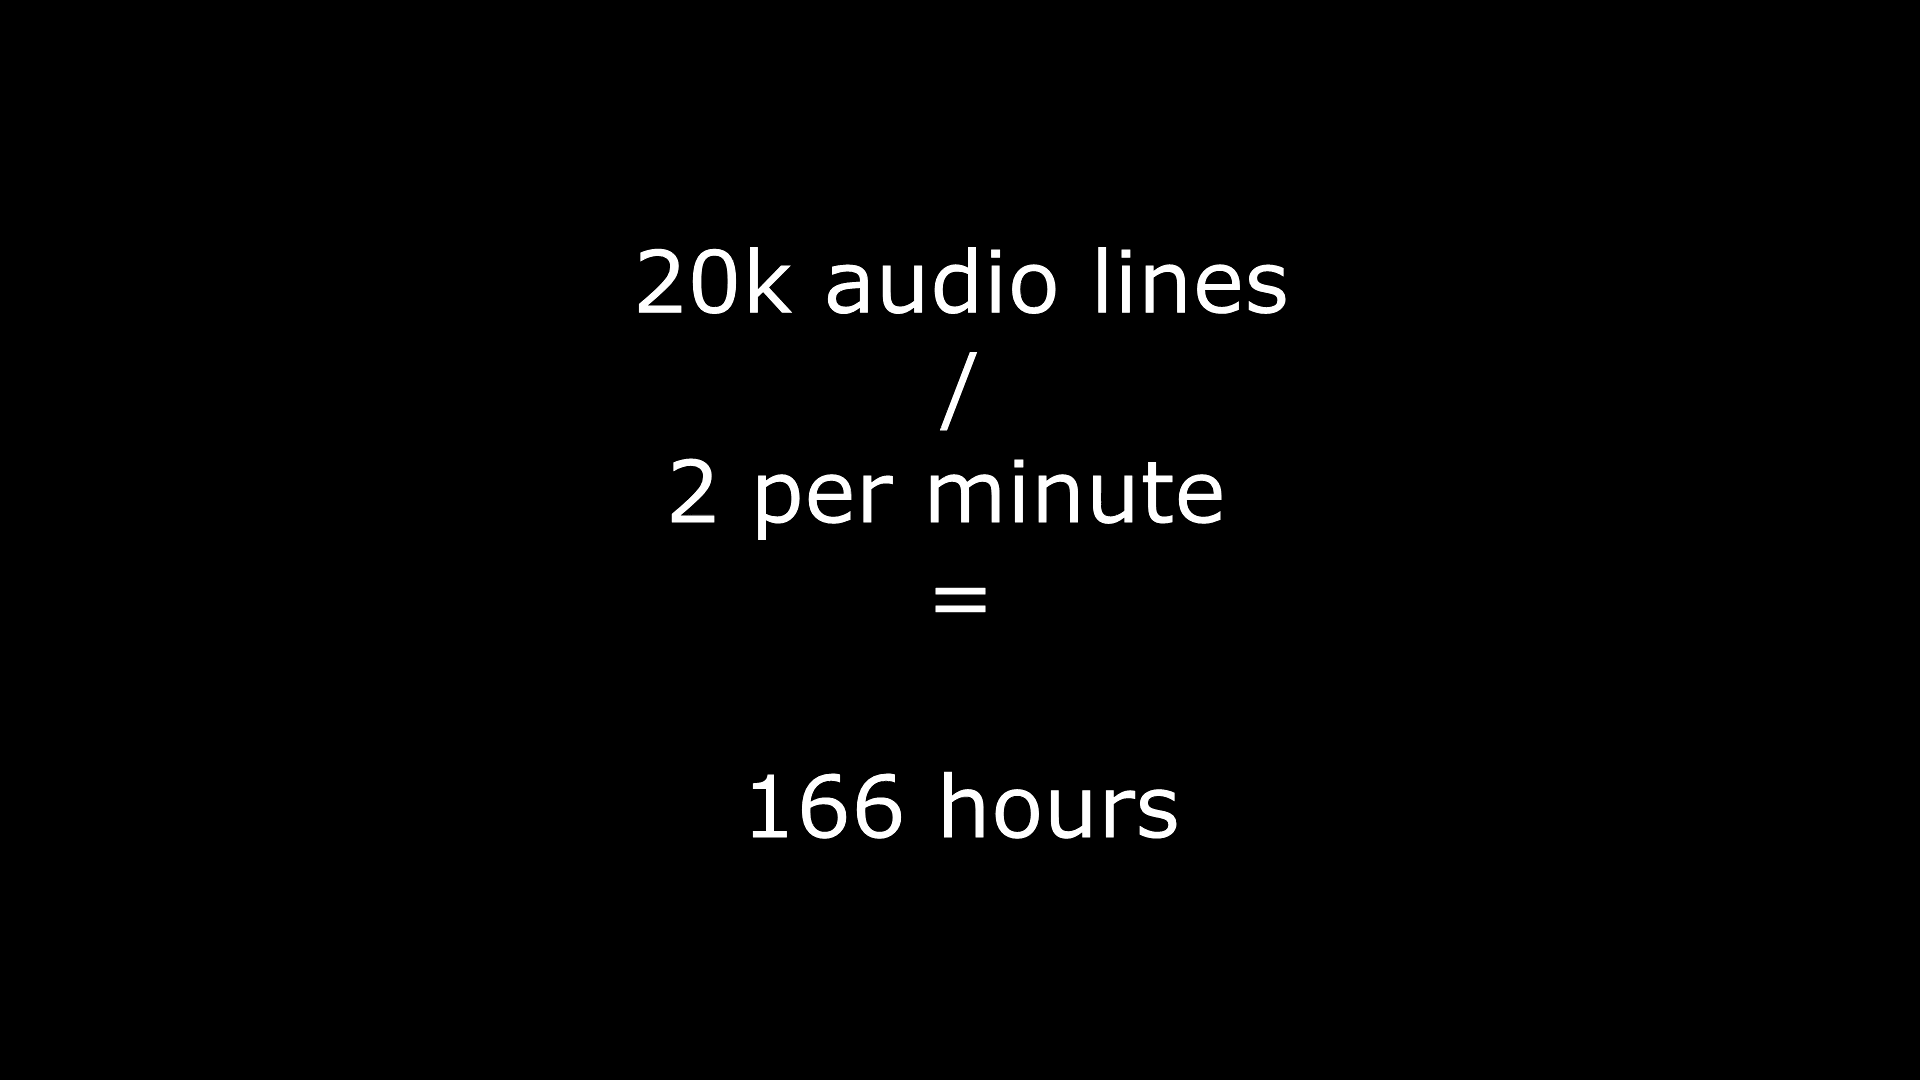 20k audio lines
/
2 per minute
=
166 hours